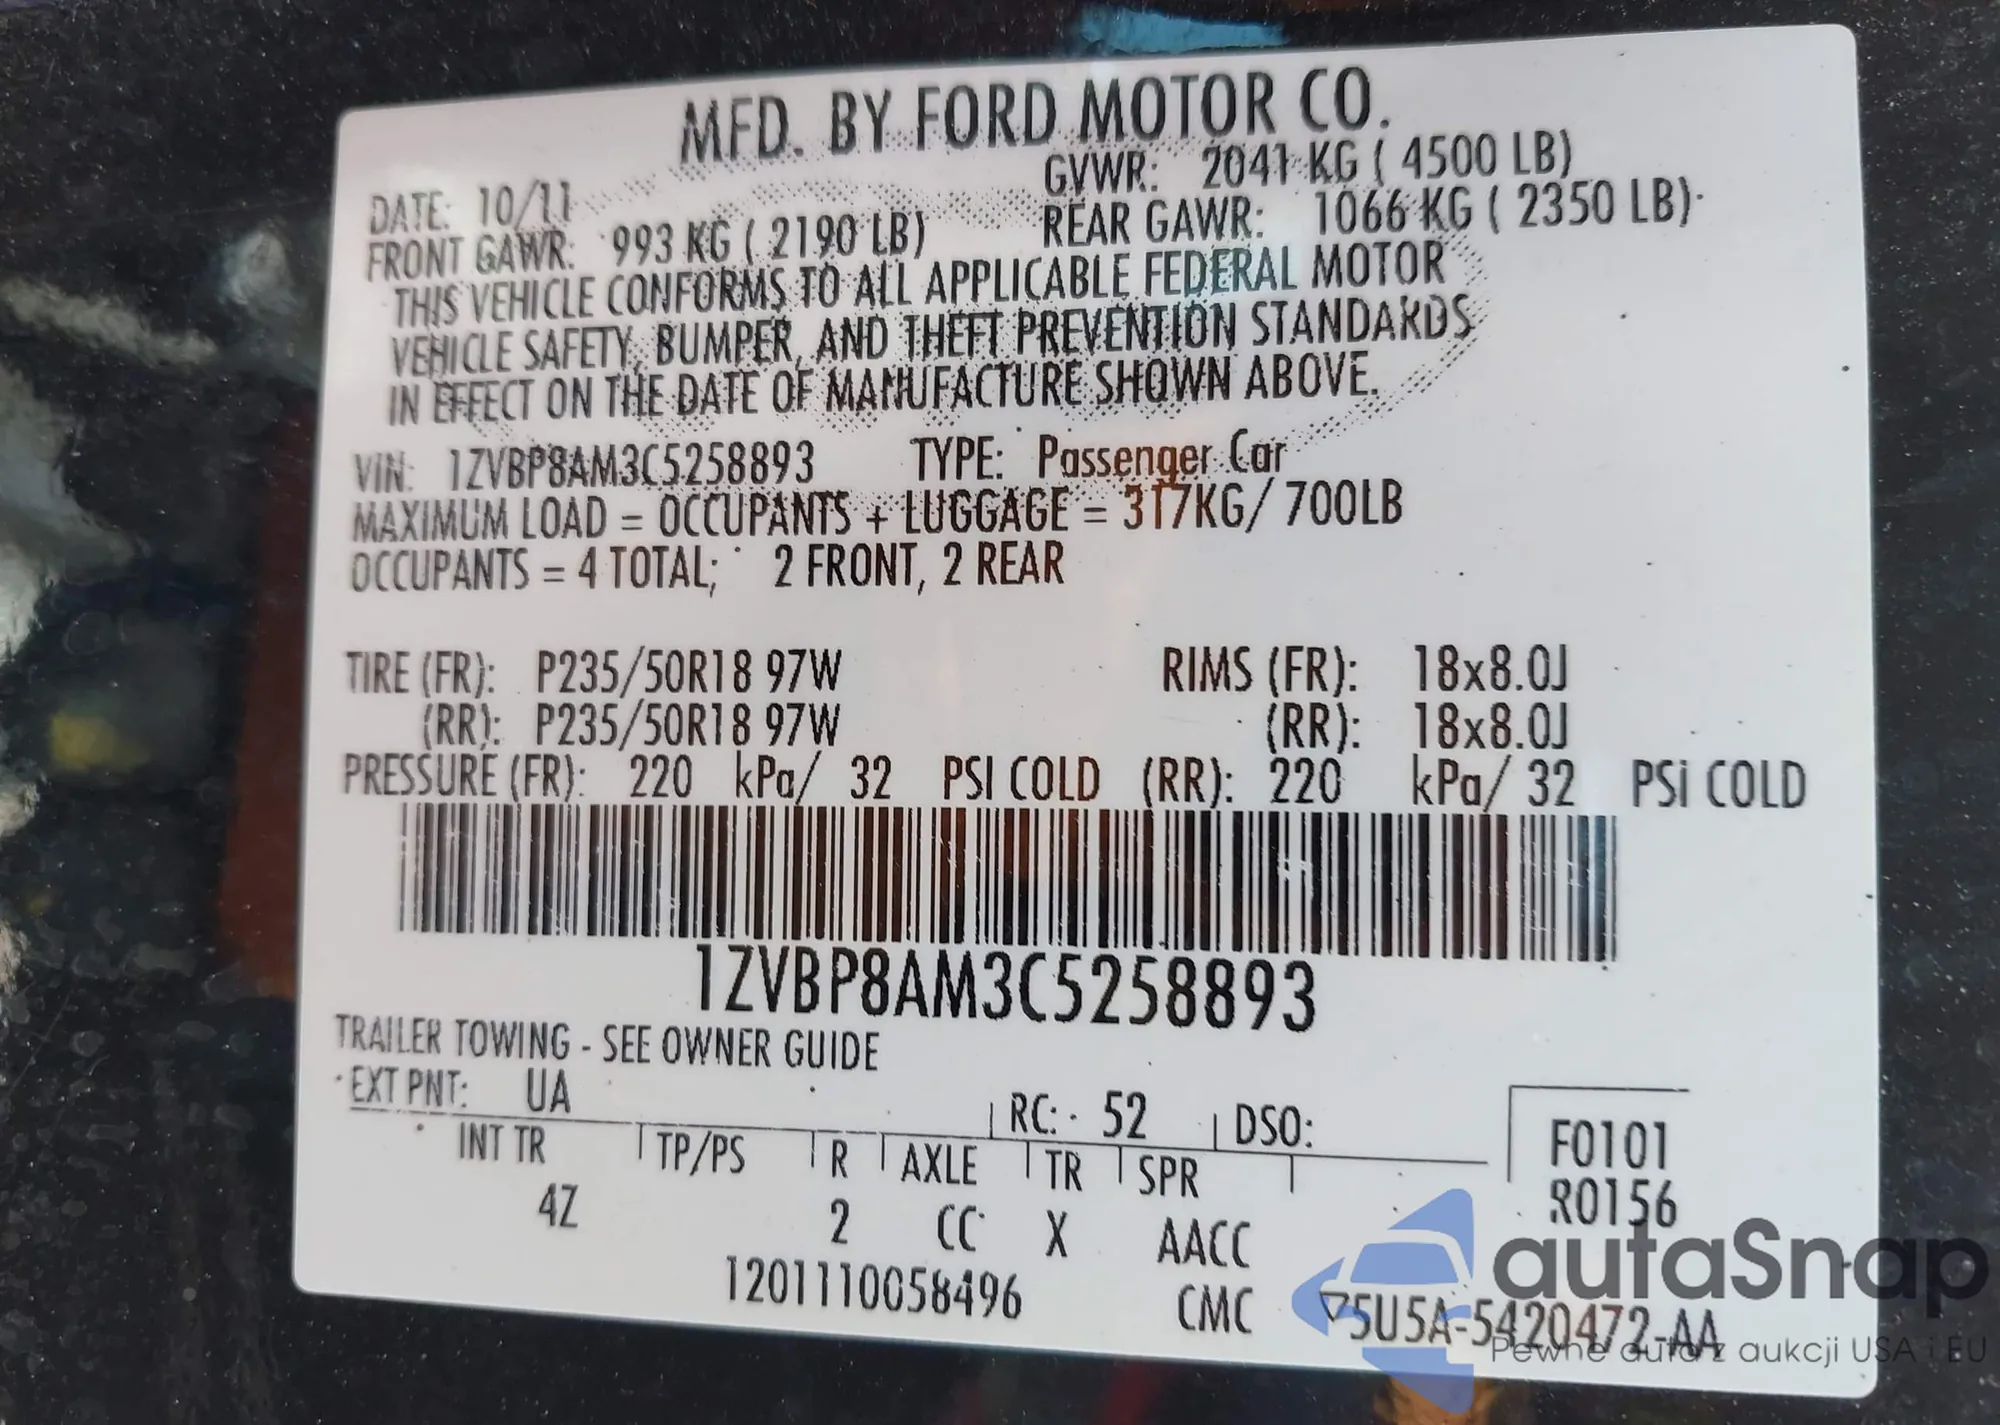 MFD. BY FORD MOTOR CO.
DATE: 10/11 GVWR: 2041 KG ( 4500 LB)
FRONT GAWR: 993 KG ( 2190 LB) REAR GAWR: 1066 KG ( 2350 LB)
THIS VEHICLE CONFORMS TO ALL APPLICABLE FEDERAL MOTOR
VEHICLE SAFETY, BUMPER, AND THEFT PREVENTION STANDARDS
IN EFFECT ON THE DATE OF MANUFACTURE SHOWN ABOVE.
VIN: 1ZVBP8AM3C5258893 TYPE: Passenger Car
MAXIMUM LOAD = OCCUPANTS + LUGGAGE = 317KG/ 700LB
OCCUPANTS = 4 TOTAL; 2 FRONT, 2 REAR
TIRE (FR): P235/50R18 97W RIMS (FR): 18x8.0J
(RR): P235/50R18 97W (RR): 18x8.0J
PRESSURE (FR): 220 kPa/ 32 PSI COLD (RR): 220 kPa/ 32 PSi COLD
1ZVBP8AM3C5258893
TRAILER TOWING - SEE OWNER GUIDE
EXT PNT: UA RC: 52 DSO:
INT TR TP/PS R AXLE TR SPR
4Z 2 CC X AACC
F0101
R0156
1201110058496 CMC 5U5A-5420472-AA
autaSnap
Pewne auta z aukcji USA i EU